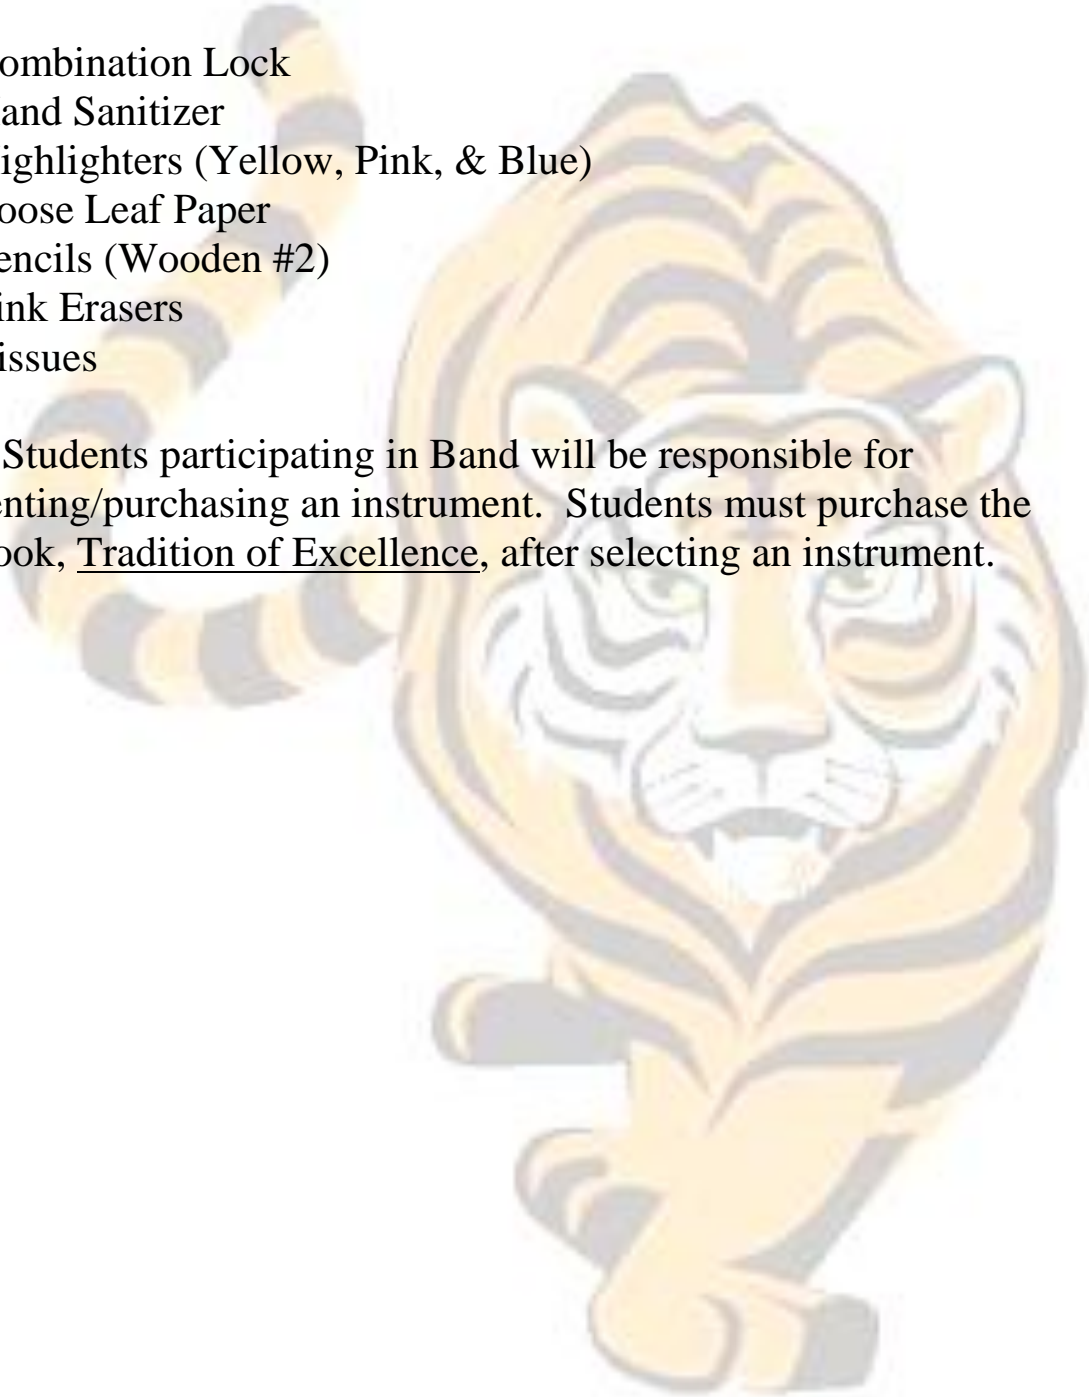 ombination Lock
and Sanitizer
ighlighters (Yellow, Pink, & Blue)
oose Leaf Paper
encils (Wooden #2)
ink Erasers
issues
Students participating in Band will be responsible for
enting/purchasing an instrument.  Students must purchase the
ook, Tradition of Excellence, after selecting an instrument.